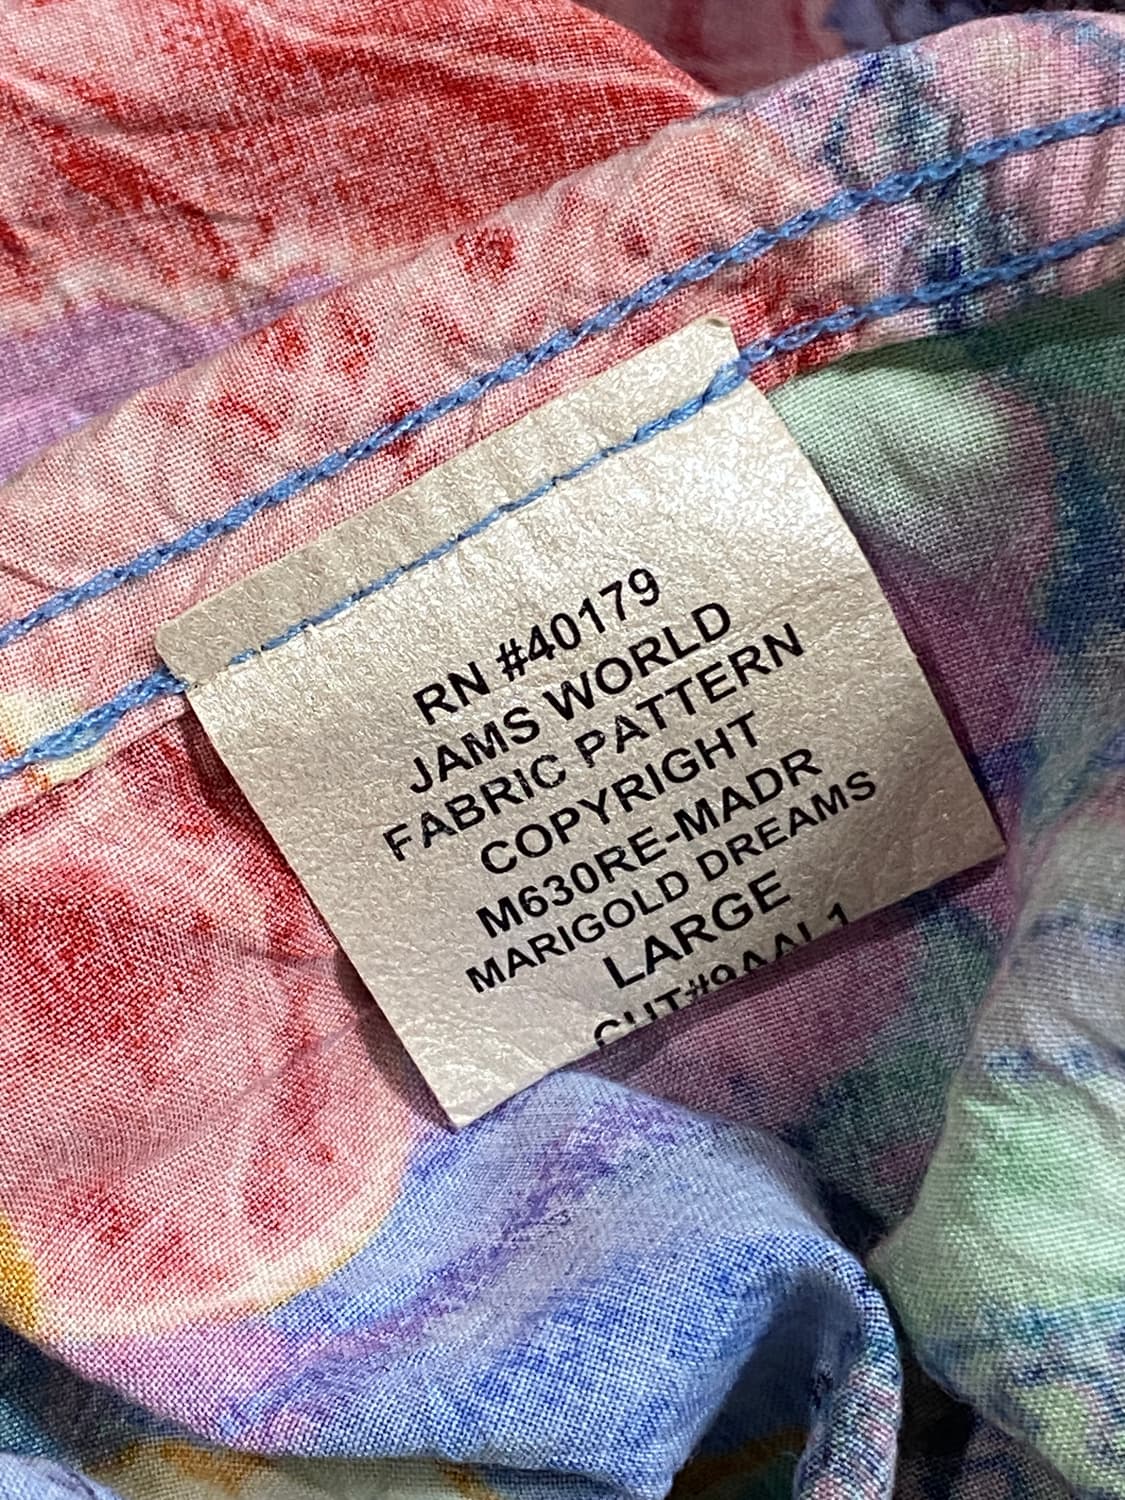 RN #40179
JAMS WORLD
FABRIC PATTERN
COPYRIGHT
M630RE-MADR
MARIGOLD DREAMS
LARGE